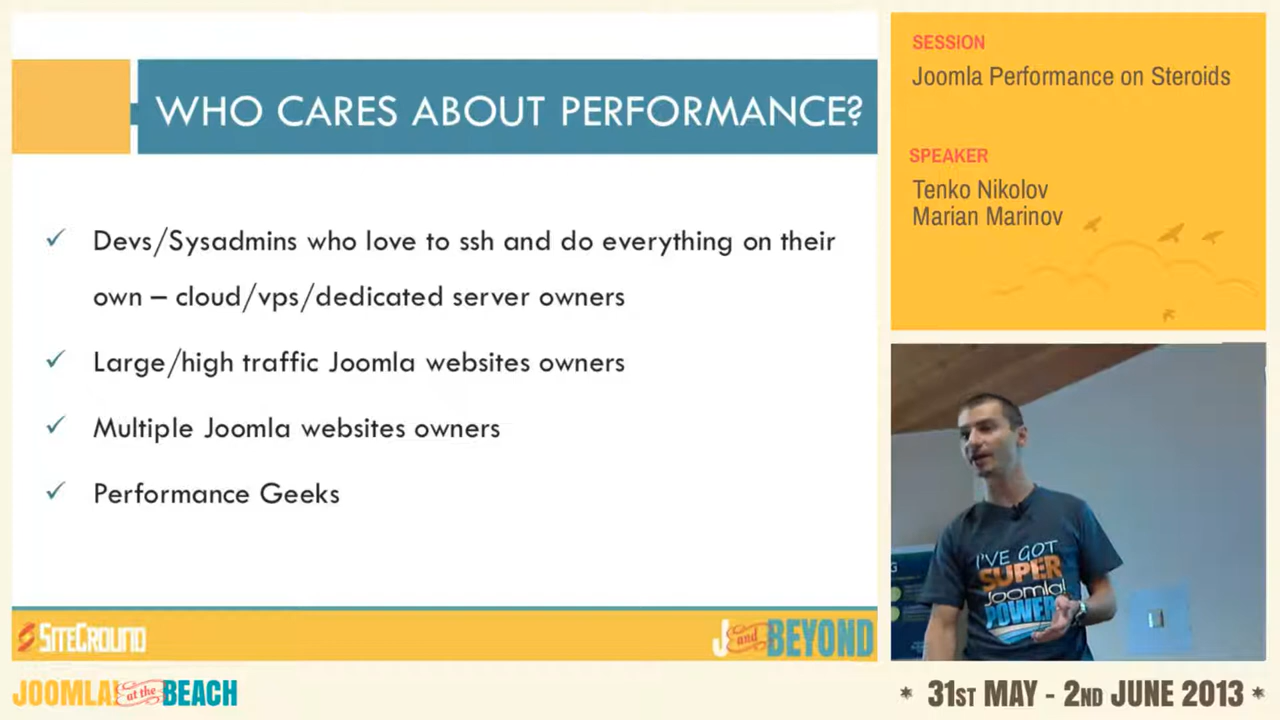 WHO CARES ABOUT PERFORMANCE?
✓ Devs/Sysadmins who love to ssh and do everything on their
own – cloud/vps/dedicated server owners
✓ Large/high traffic Joomla websites owners
✓ Multiple Joomla websites owners
✓ Performance Geeks
SITEGROUND
J and BEYOND
SESSION
Joomla Performance on Steroids
SPEAKER
Tenko Nikolov
Marian Marinov
I'VE GOT
SUPER
Joomla!
POWER
JOOMLA! at the BEACH
* 31ST MAY - 2ND JUNE 2013 *